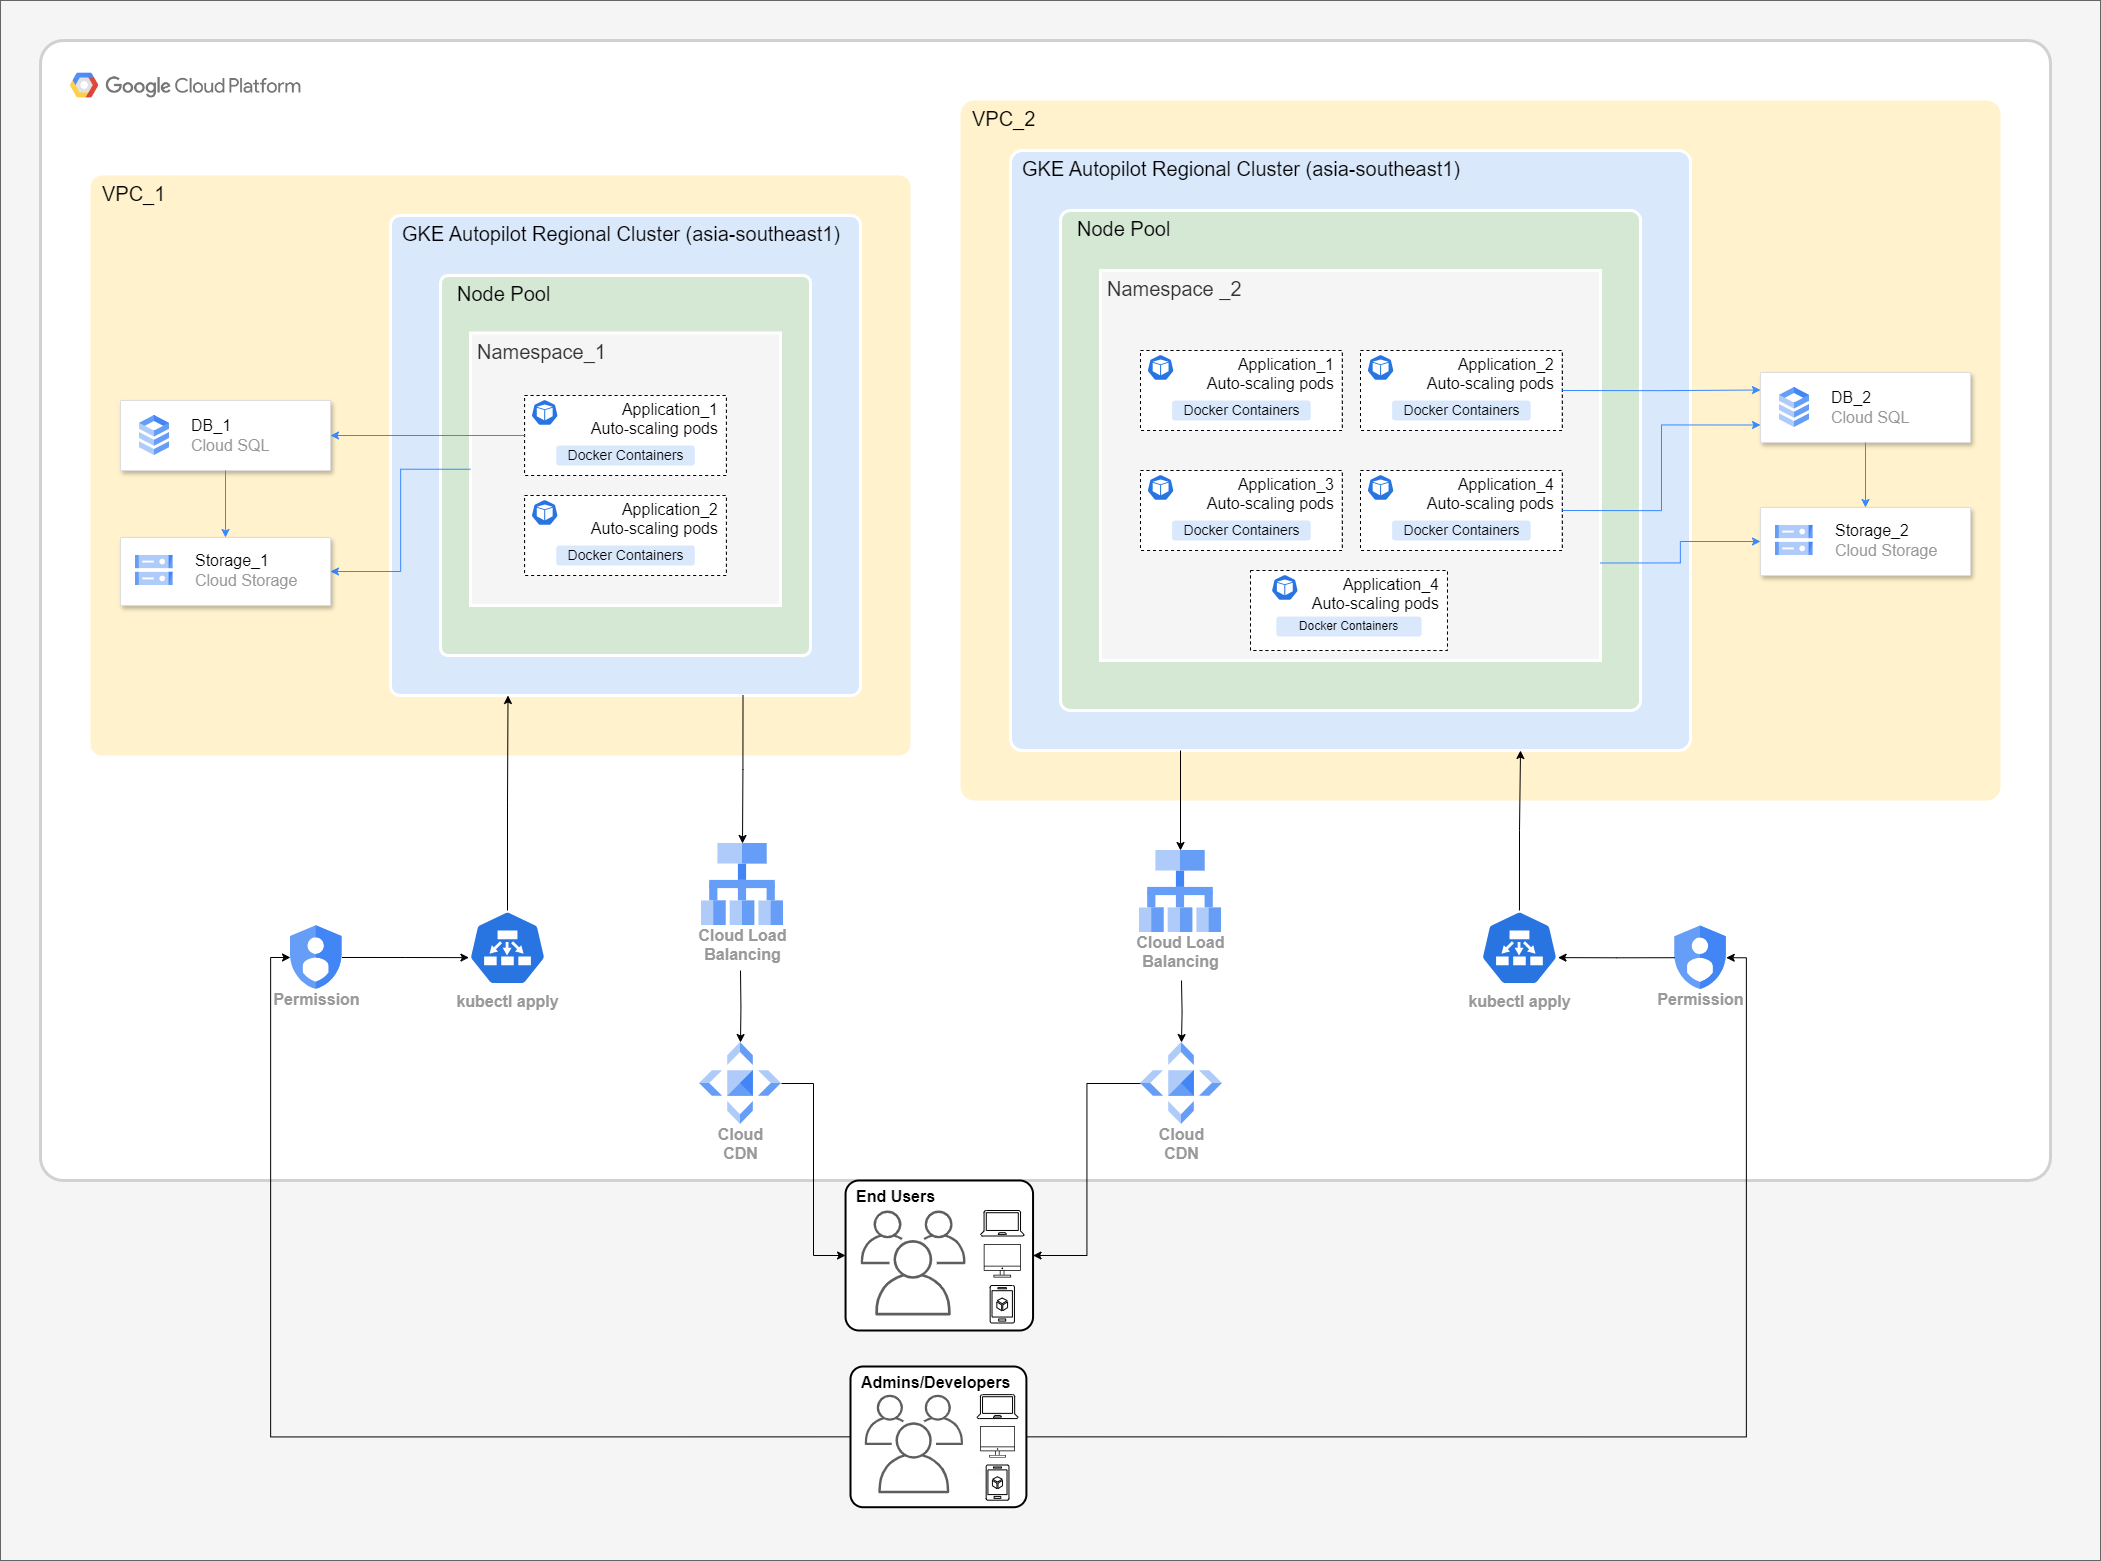 Google Cloud Platform
VPC_1
GKE Autopilot Regional Cluster (asia-southeast1)
Node Pool
Namespace_1
Application_1
Auto-scaling pods
Docker Containers
Application_2
Auto-scaling pods
Docker Containers
DB_1
Cloud SQL
Storage_1
Cloud Storage
VPC_2
GKE Autopilot Regional Cluster (asia-southeast1)
Node Pool
Namespace _2
Application_1
Auto-scaling pods
Docker Containers
Application_2
Auto-scaling pods
Docker Containers
Application_3
Auto-scaling pods
Docker Containers
Application_4
Auto-scaling pods
Docker Containers
Application_4
Auto-scaling pods
Docker Containers
DB_2
Cloud SQL
Storage_2
Cloud Storage
Permission
kubectl apply
Cloud Load
Balancing
Cloud Load
Balancing
kubectl apply
Permission
Cloud
CDN
Cloud
CDN
End Users
Admins/Developers